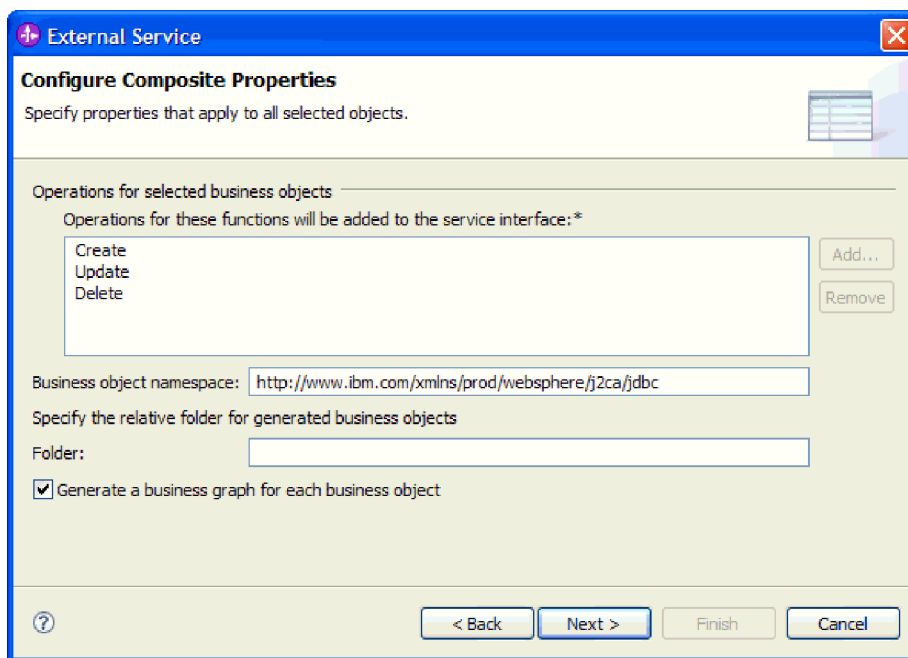 External Service
Configure Composite Properties
Specify properties that apply to all selected objects.
Operations for selected business objects
Operations for these functions will be added to the service interface:*
Create
Update
Delete
Add...
Remove
Business object namespace: http://www.ibm.com/xmlns/prod/websphere/j2ca/jdbc
Specify the relative folder for generated business objects
Folder:
Generate a business graph for each business object
? < Back Next > Finish Cancel